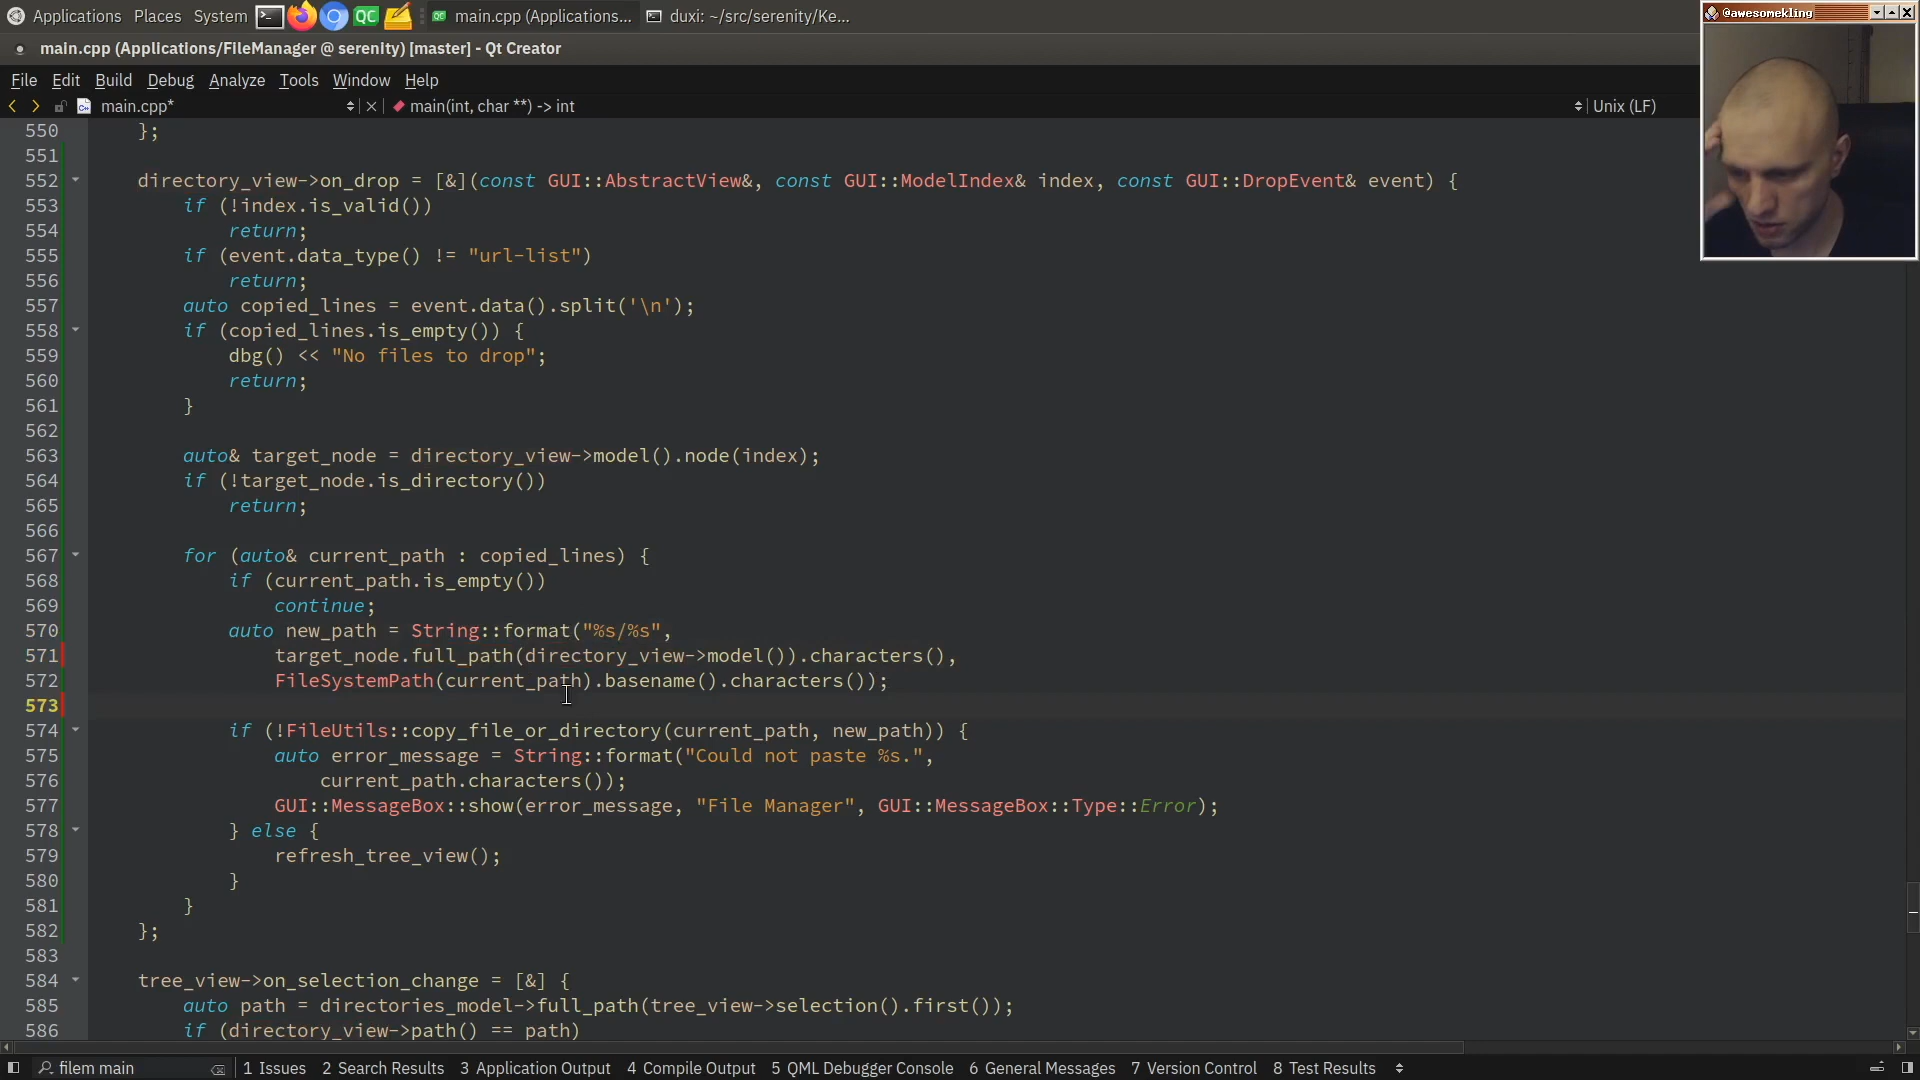 Applications Places System main.cpp (Applications... duxi: ~/src/serenity/Ke...
@awesomekling
main.cpp (Applications/FileManager @ serenity) [master] - Qt Creator
File Edit Build Debug Analyze Tools Window Help
main.cpp* main(int, char **) -> int Unix (LF)
550 };
551
552 directory_view->on_drop = [&](const GUI::AbstractView&, const GUI::ModelIndex& index, const GUI::DropEvent& event) {
553 if (!index.is_valid())
554 return;
555 if (event.data_type() != "url-list")
556 return;
557 auto copied_lines = event.data().split('\n');
558 if (copied_lines.is_empty()) {
559 dbg() << "No files to drop";
560 return;
561 }
562
563 auto& target_node = directory_view->model().node(index);
564 if (!target_node.is_directory())
565 return;
566
567 for (auto& current_path : copied_lines) {
568 if (current_path.is_empty())
569 continue;
570 auto new_path = String::format("%s/%s",
571 target_node.full_path(directory_view->model()).characters(),
572 FileSystemPath(current_path).basename().characters());
573
574 if (!FileUtils::copy_file_or_directory(current_path, new_path)) {
575 auto error_message = String::format("Could not paste %s.",
576 current_path.characters());
577 GUI::MessageBox::show(error_message, "File Manager", GUI::MessageBox::Type::Error);
578 } else {
579 refresh_tree_view();
580 }
581 }
582 };
583
584 tree_view->on_selection_change = [&] {
585 auto path = directories_model->full_path(tree_view->selection().first());
586 if (directory_view->path() == path)
filem main 1 Issues 2 Search Results 3 Application Output 4 Compile Output 5 QML Debugger Console 6 General Messages 7 Version Control 8 Test Results